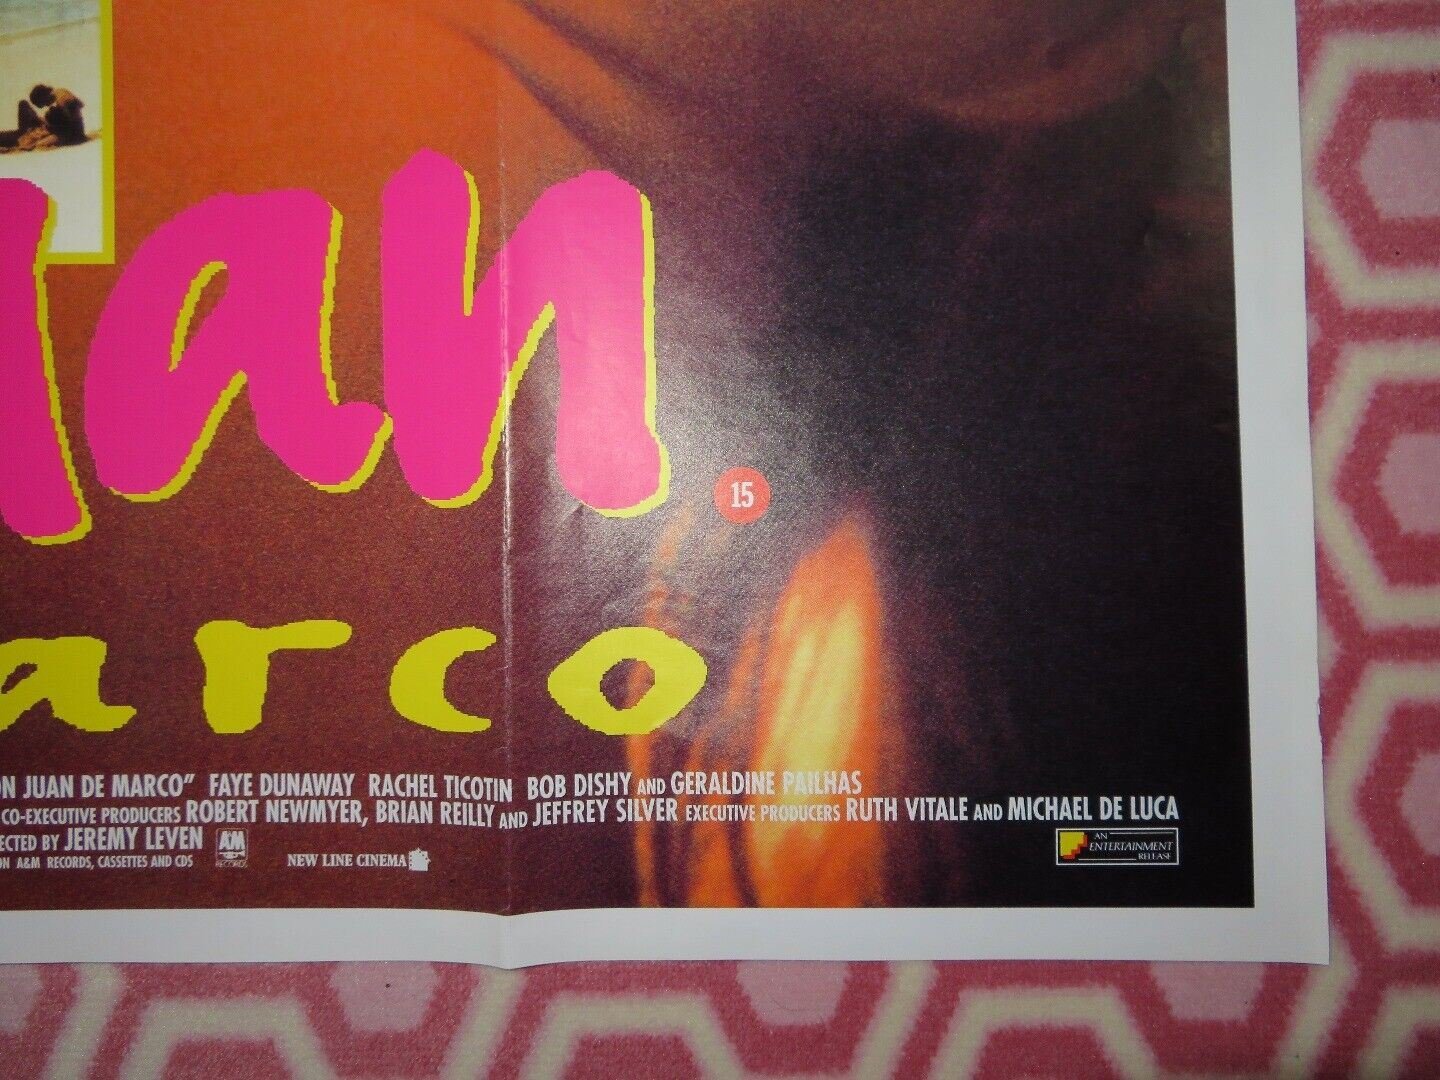 uan
15
arco
ON JUAN DE MARCO" FAYE DUNAWAY RACHEL TICOTIN BOB DISHY AND GERALDINE PAILHAS
CO-EXECUTIVE PRODUCERS ROBERT NEWMYER, BRIAN REILLY AND JEFFREY SILVER EXECUTIVE PRODUCERS RUTH VITALE AND MICHAEL DE LUCA
ECTED BY JEREMY LEVEN
ON A&M RECORDS, CASSETTES AND CDS
A&M
RECORDS
NEW LINE CINEMA
AN
ENTERTAINMENT
RELEASE